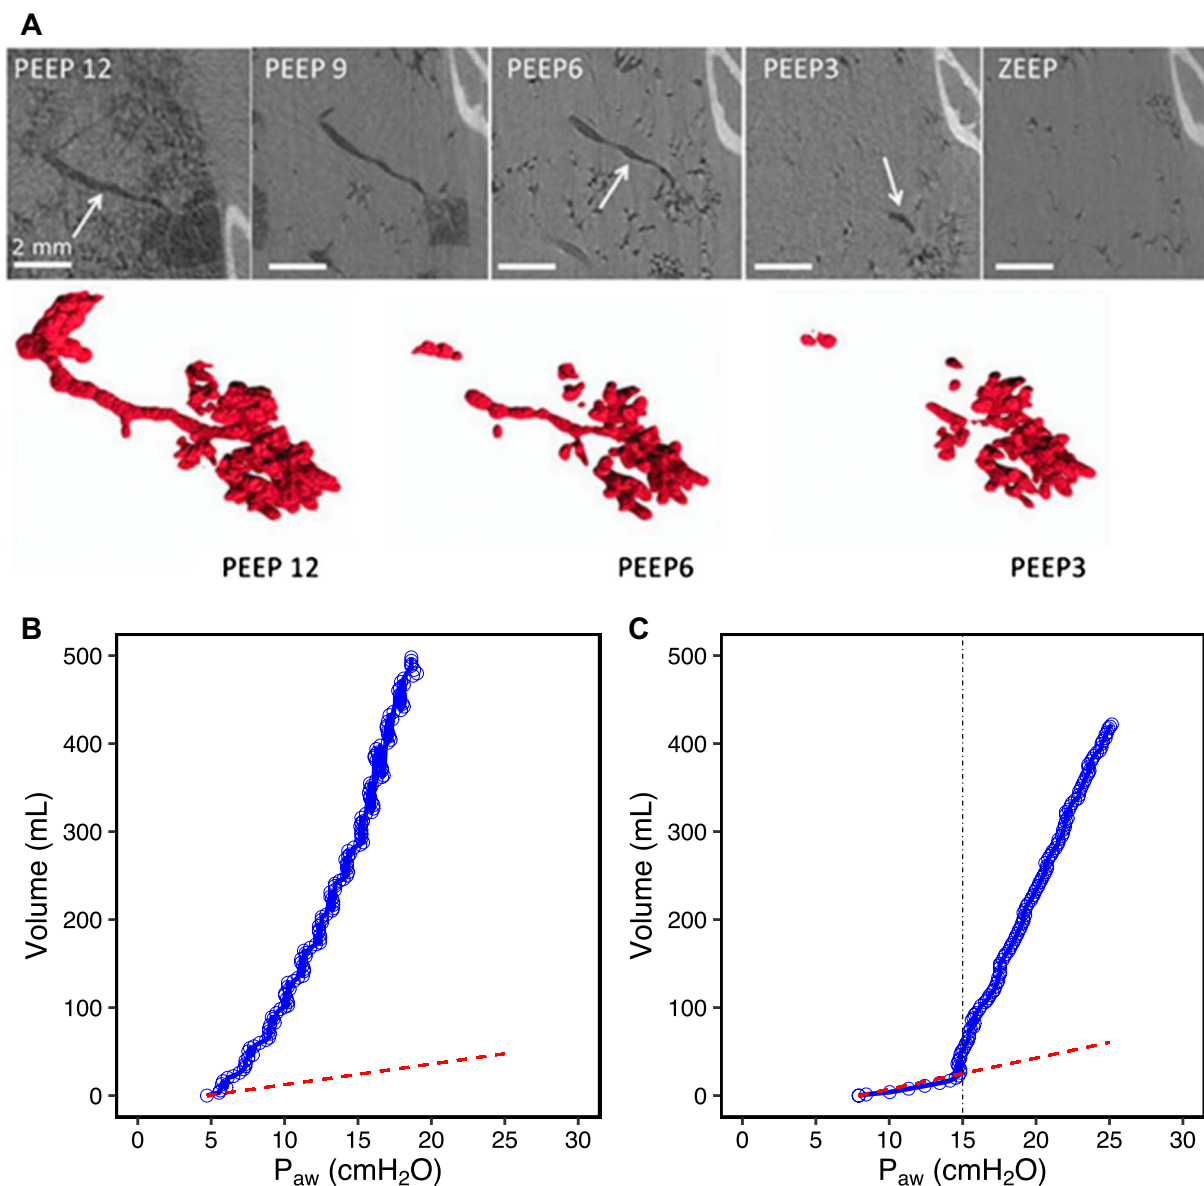 A
PEEP 12 PEEP 9 PEEP6 PEEP3 ZEEP
2 mm
PEEP 12 PEEP6 PEEP3
B
500
400
300
200
100
0
Volume (mL)
0 5 10 15 20 25 30
Paw (cmH2O)
C
500
400
300
200
100
0
Volume (mL)
0 5 10 15 20 25 30
Paw (cmH2O)